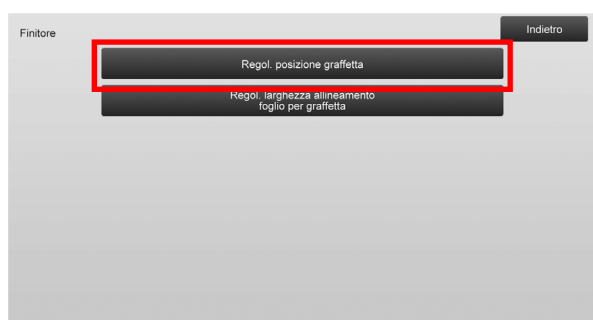 Finitore
Indietro
Regol. posizione graffetta
Regol. larghezza allineamento
foglio per graffetta